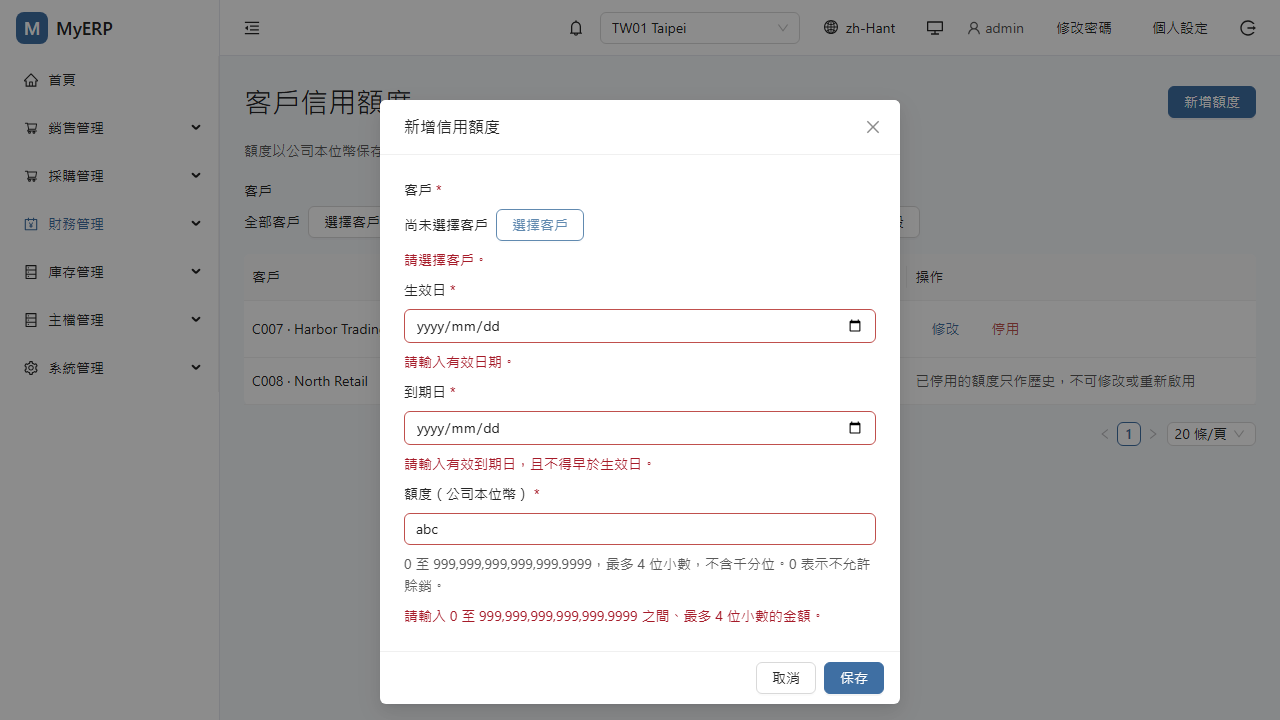 M MyERP
TW01 Taipei
zh-Hant
admin
修改密碼
個人設定
首頁
銷售管理
採購管理
財務管理
庫存管理
主檔管理
系統管理
客戶信用額度
新增額度
額度以公司本位幣保存
客戶
全部客戶
選擇客戶
客戶
操作
C007 · Harbor Trading
修改
停用
C008 · North Retail
已停用的額度只作歷史，不可修改或重新啟用
1
20 條/頁
新增信用額度
客戶 *
尚未選擇客戶
選擇客戶
請選擇客戶。
生效日 *
yyyy/mm/dd
請輸入有效日期。
到期日 *
yyyy/mm/dd
請輸入有效到期日，且不得早於生效日。
額度（公司本位幣） *
abc
0 至 999,999,999,999,999.9999，最多 4 位小數，不含千分位。0 表示不允許
賒銷。
請輸入 0 至 999,999,999,999,999.9999 之間、最多 4 位小數的金額。
取消
保存